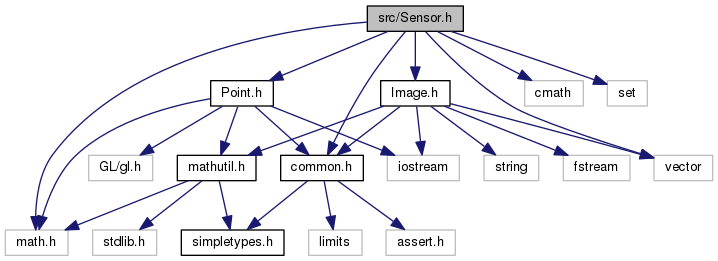 src/Sensor.h
Point.h
Image.h
cmath
set
GL/gl.h
mathutil.h
common.h
iostream
string
fstream
vector
math.h
stdlib.h
simpletypes.h
limits
assert.h